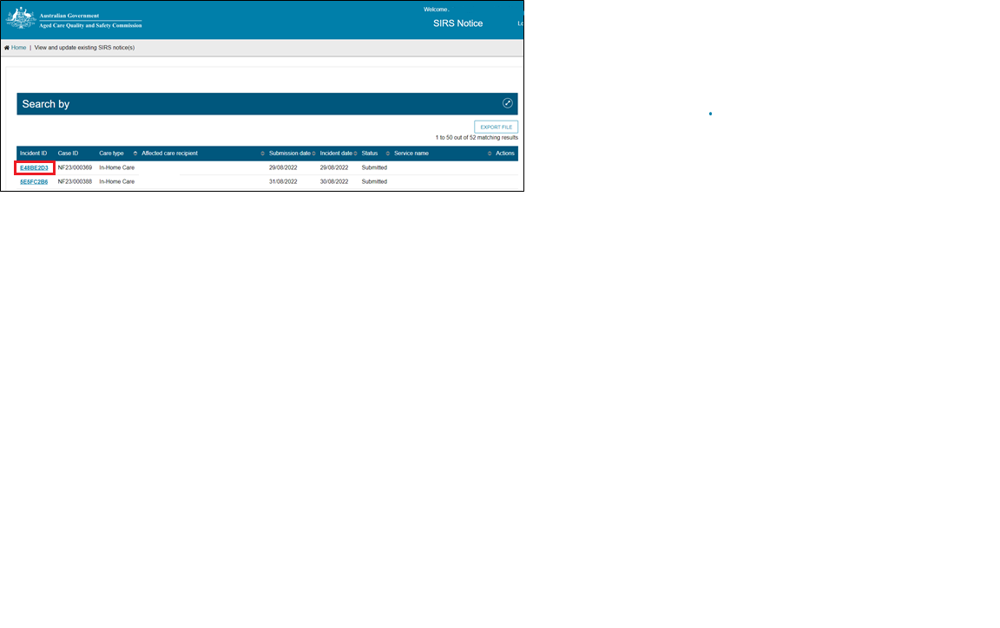 Australian Government
Aged Care Quality and Safety Commission
Welcome.
SIRS Notice
Home | View and update existing SIRS notice(s)
Search by
EXPORT FILE
1 to 50 out of 52 matching results
Incident ID Case ID Care type Affected care recipient Submission date Incident date Status Service name Actions
E48BE2D3 NF23/000369 In-Home Care 29/08/2022 29/08/2022 Submitted
5E5FC2B6 NF23/000388 In-Home Care 31/08/2022 30/08/2022 Submitted